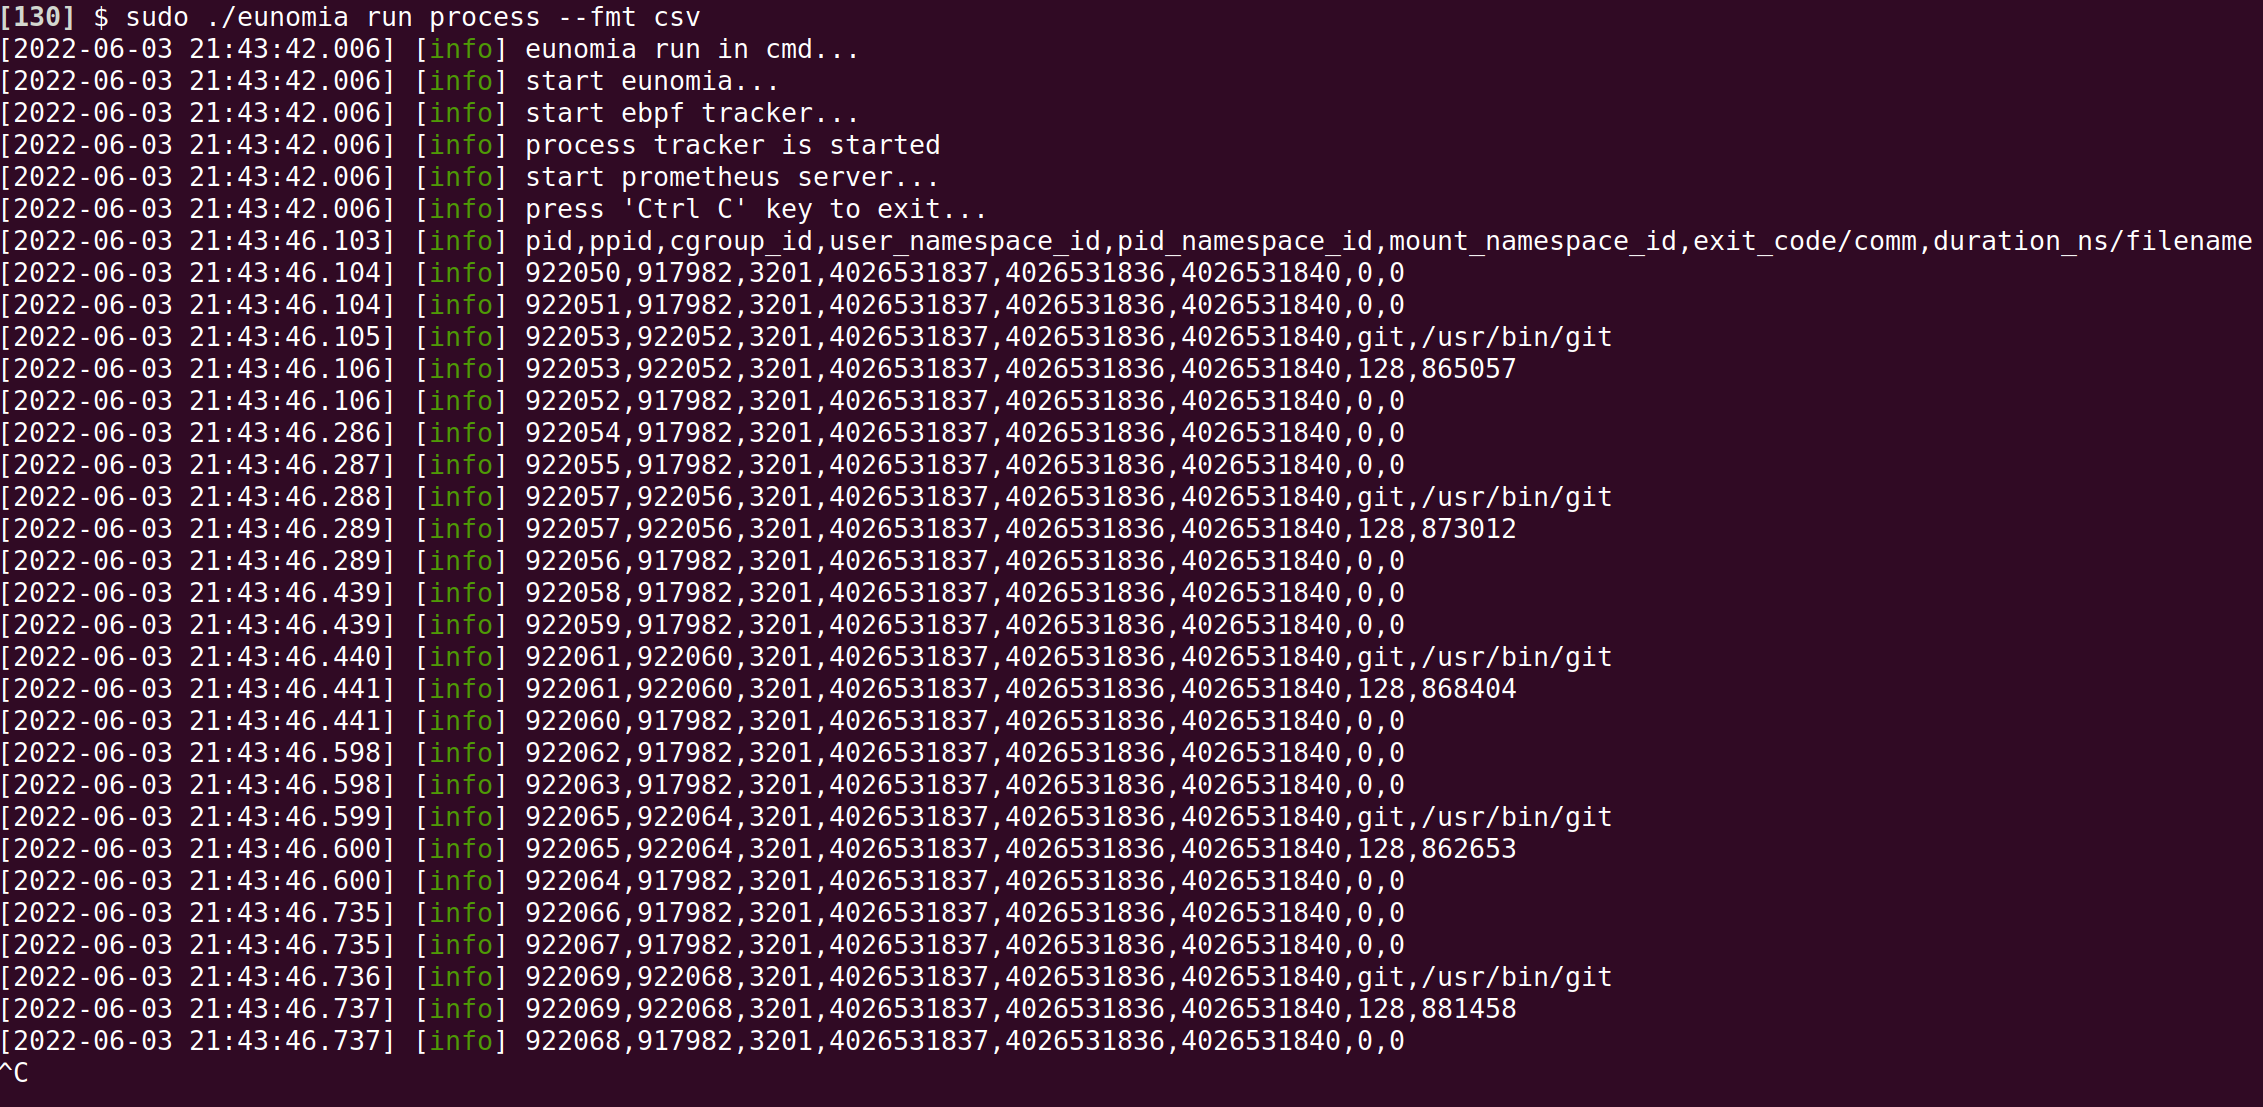 [130] $ sudo ./eunomia run process --fmt csv
[2022-06-03 21:43:42.006] [info] eunomia run in cmd...
[2022-06-03 21:43:42.006] [info] start eunomia...
[2022-06-03 21:43:42.006] [info] start ebpf tracker...
[2022-06-03 21:43:42.006] [info] process tracker is started
[2022-06-03 21:43:42.006] [info] start prometheus server...
[2022-06-03 21:43:42.006] [info] press 'Ctrl C' key to exit...
[2022-06-03 21:43:46.103] [info] pid,ppid,cgroup_id,user_namespace_id,pid_namespace_id,mount_namespace_id,exit_code/comm,duration_ns/filename
[2022-06-03 21:43:46.104] [info] 922050,917982,3201,4026531837,4026531836,4026531840,0,0
[2022-06-03 21:43:46.104] [info] 922051,917982,3201,4026531837,4026531836,4026531840,0,0
[2022-06-03 21:43:46.105] [info] 922053,922052,3201,4026531837,4026531836,4026531840,git,/usr/bin/git
[2022-06-03 21:43:46.106] [info] 922053,922052,3201,4026531837,4026531836,4026531840,128,865057
[2022-06-03 21:43:46.106] [info] 922052,917982,3201,4026531837,4026531836,4026531840,0,0
[2022-06-03 21:43:46.286] [info] 922054,917982,3201,4026531837,4026531836,4026531840,0,0
[2022-06-03 21:43:46.287] [info] 922055,917982,3201,4026531837,4026531836,4026531840,0,0
[2022-06-03 21:43:46.288] [info] 922057,922056,3201,4026531837,4026531836,4026531840,git,/usr/bin/git
[2022-06-03 21:43:46.289] [info] 922057,922056,3201,4026531837,4026531836,4026531840,128,873012
[2022-06-03 21:43:46.289] [info] 922056,917982,3201,4026531837,4026531836,4026531840,0,0
[2022-06-03 21:43:46.439] [info] 922058,917982,3201,4026531837,4026531836,4026531840,0,0
[2022-06-03 21:43:46.439] [info] 922059,917982,3201,4026531837,4026531836,4026531840,0,0
[2022-06-03 21:43:46.440] [info] 922061,922060,3201,4026531837,4026531836,4026531840,git,/usr/bin/git
[2022-06-03 21:43:46.441] [info] 922061,922060,3201,4026531837,4026531836,4026531840,128,868404
[2022-06-03 21:43:46.441] [info] 922060,917982,3201,4026531837,4026531836,4026531840,0,0
[2022-06-03 21:43:46.598] [info] 922062,917982,3201,4026531837,4026531836,4026531840,0,0
[2022-06-03 21:43:46.598] [info] 922063,917982,3201,4026531837,4026531836,4026531840,0,0
[2022-06-03 21:43:46.599] [info] 922065,922064,3201,4026531837,4026531836,4026531840,git,/usr/bin/git
[2022-06-03 21:43:46.600] [info] 922065,922064,3201,4026531837,4026531836,4026531840,128,862653
[2022-06-03 21:43:46.600] [info] 922064,917982,3201,4026531837,4026531836,4026531840,0,0
[2022-06-03 21:43:46.735] [info] 922066,917982,3201,4026531837,4026531836,4026531840,0,0
[2022-06-03 21:43:46.735] [info] 922067,917982,3201,4026531837,4026531836,4026531840,0,0
[2022-06-03 21:43:46.736] [info] 922069,922068,3201,4026531837,4026531836,4026531840,git,/usr/bin/git
[2022-06-03 21:43:46.737] [info] 922069,922068,3201,4026531837,4026531836,4026531840,128,881458
[2022-06-03 21:43:46.737] [info] 922068,917982,3201,4026531837,4026531836,4026531840,0,0
^C